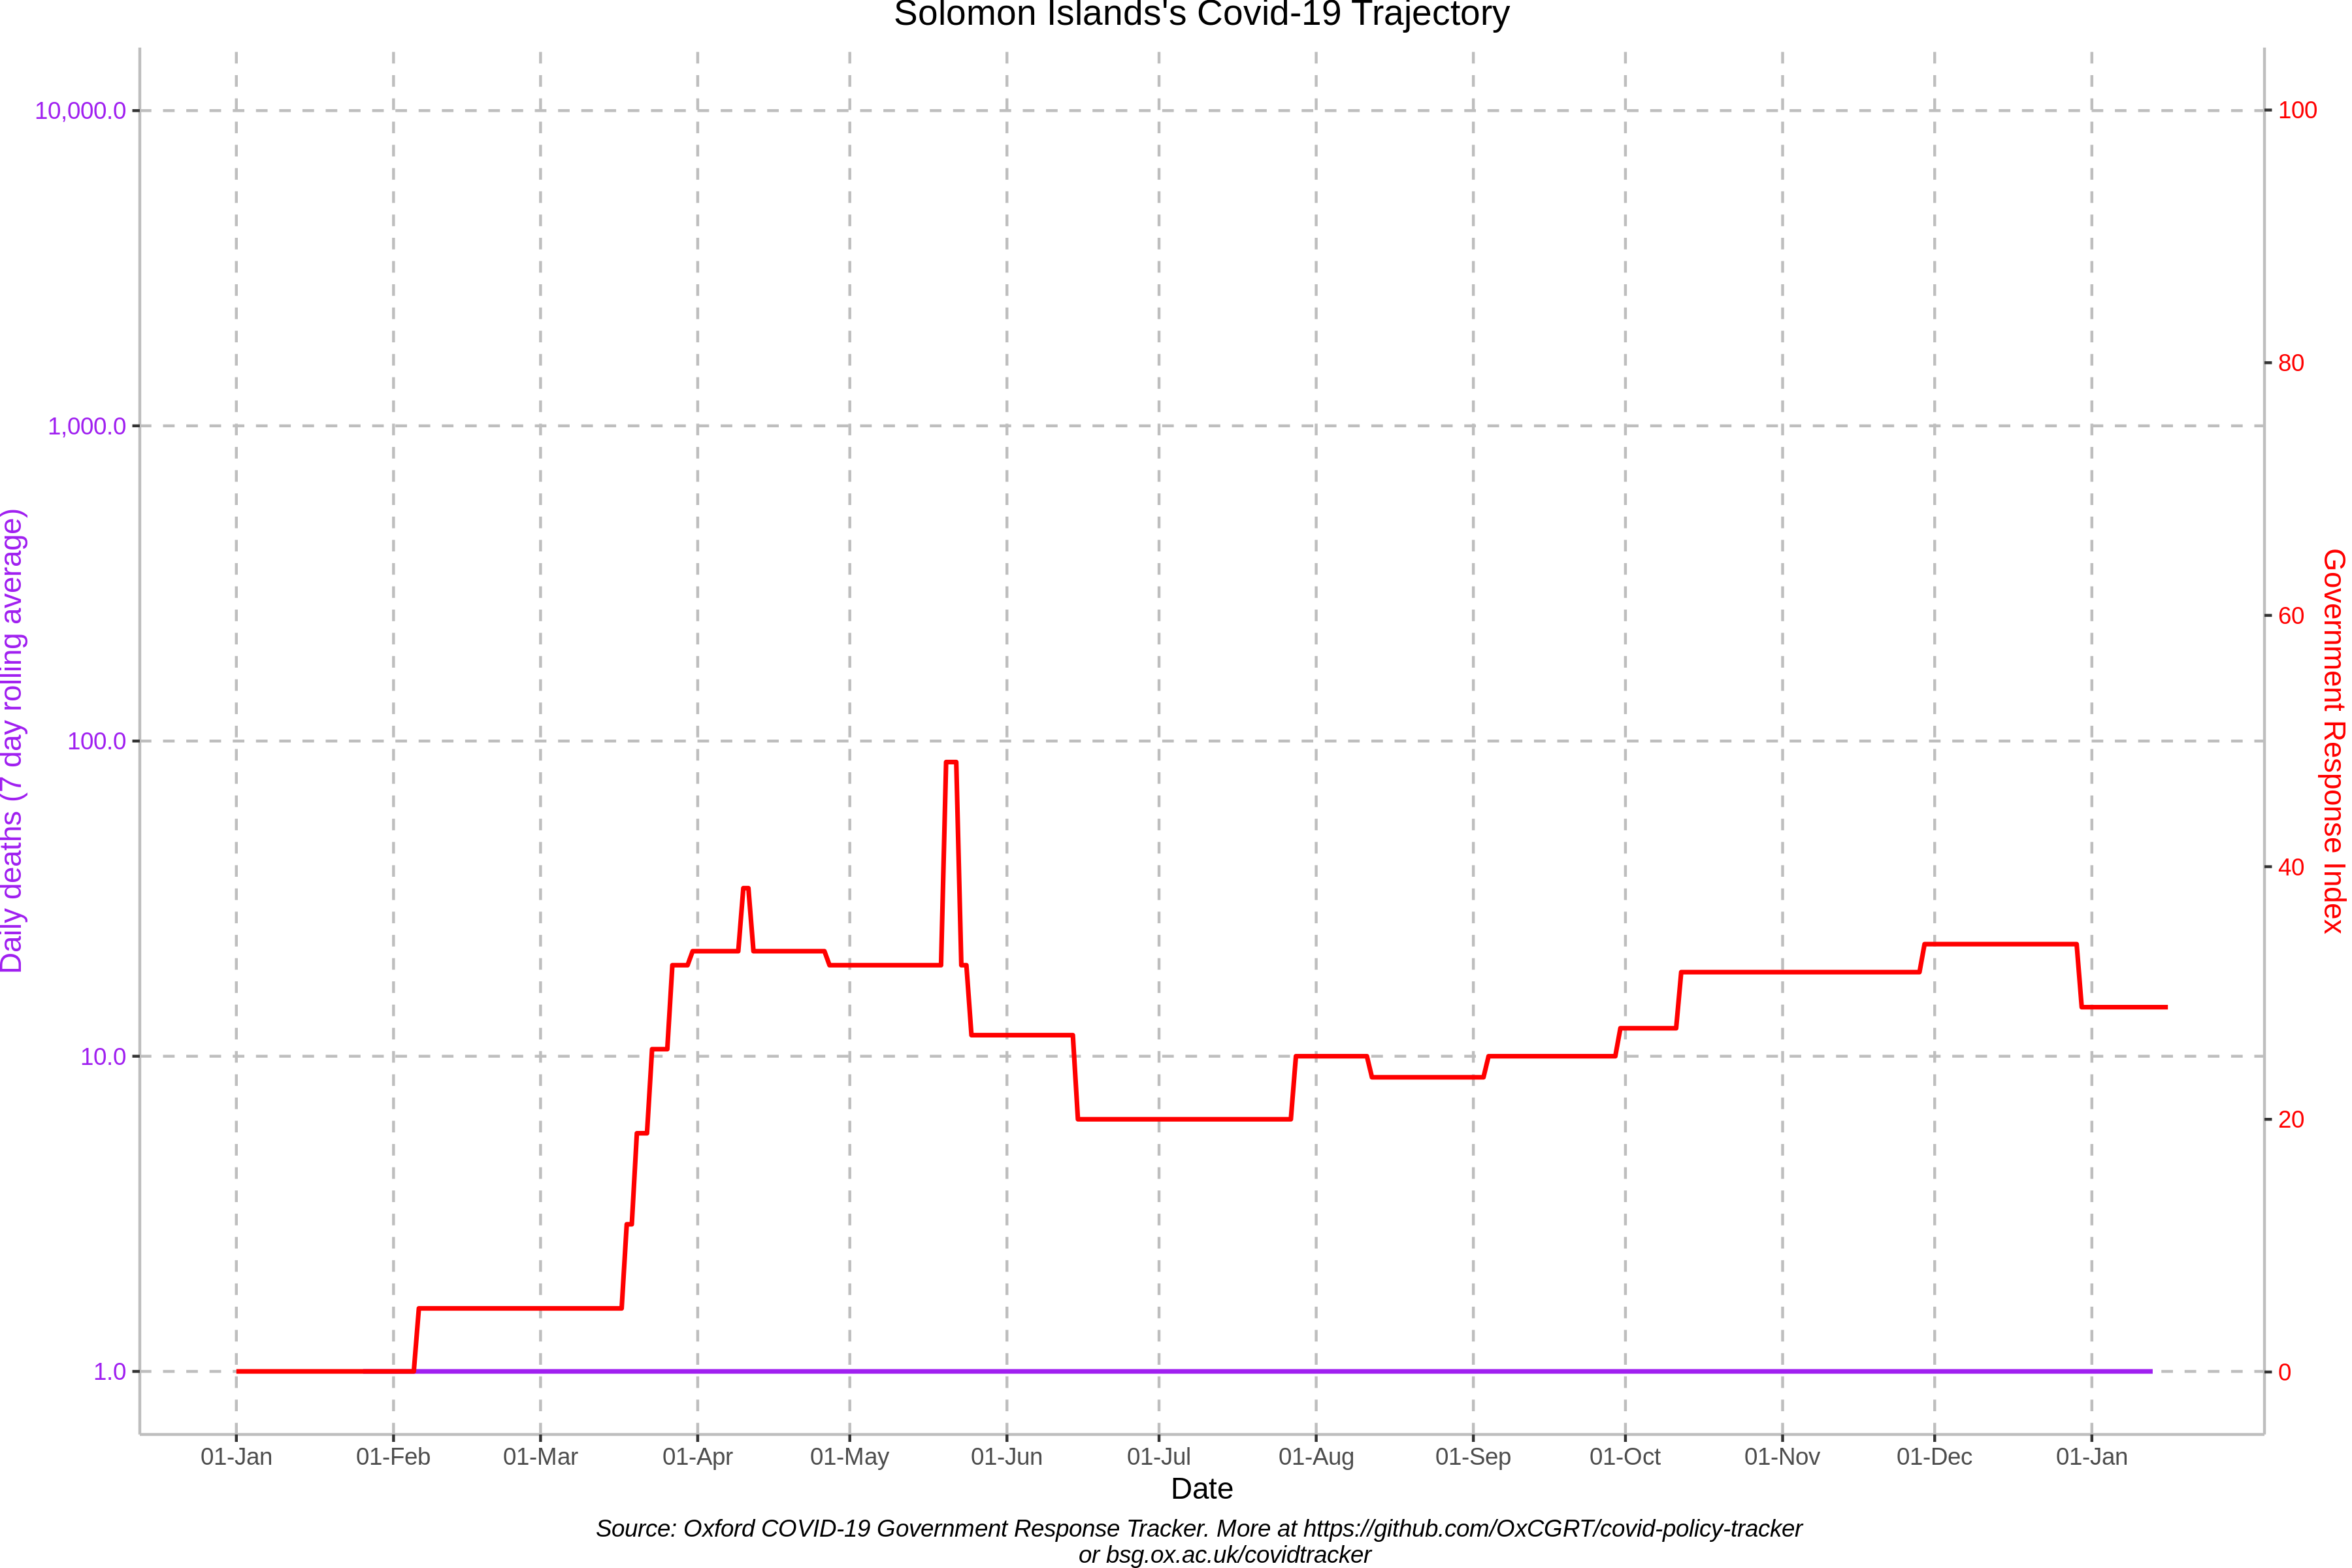 Solomon Islands's Covid-19 Trajectory
Daily deaths (7 day rolling average)
10,000.0
1,000.0
100.0
10.0
1.0
100
80
60
40
20
0
Government Response Index
01-Jan 01-Feb 01-Mar 01-Apr 01-May 01-Jun 01-Jul 01-Aug 01-Sep 01-Oct 01-Nov 01-Dec 01-Jan
Date
Source: Oxford COVID-19 Government Response Tracker. More at https://github.com/OxCGRT/covid-policy-tracker
or bsg.ox.ac.uk/covidtracker